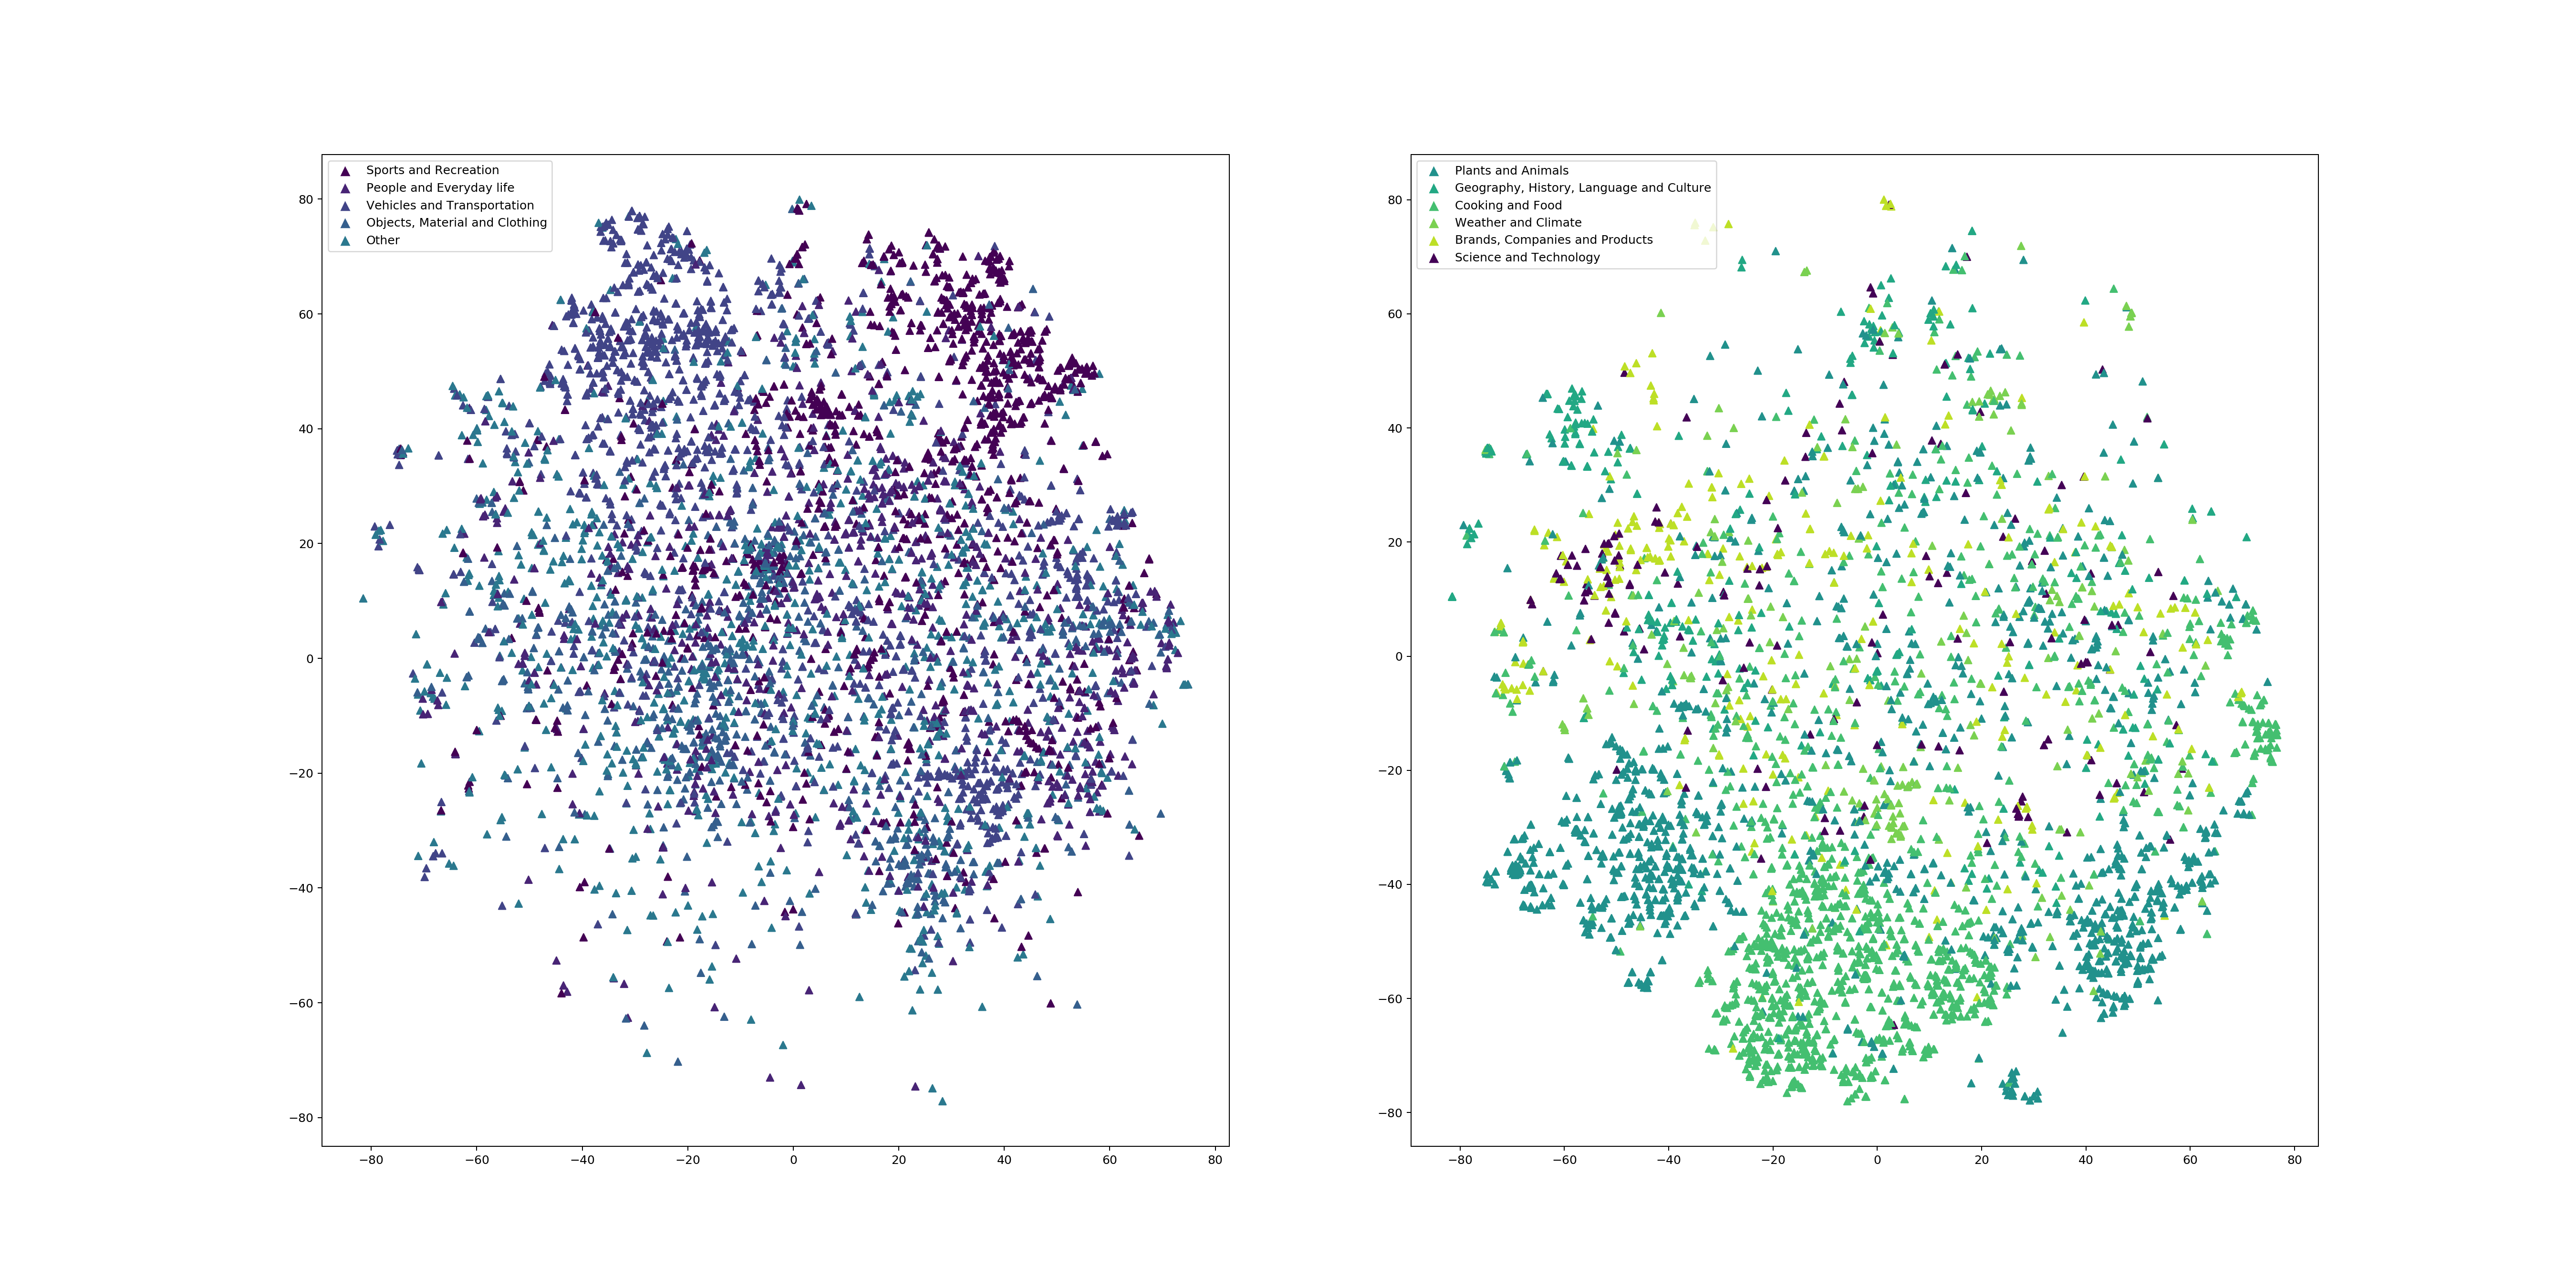 Sports and Recreation
People and Everyday life
Vehicles and Transportation
Objects, Material and Clothing
Other
80
60
40
20
0
−20
−40
−60
−80
−80 −60 −40 −20 0 20 40 60 80
Plants and Animals
Geography, History, Language and Culture
Cooking and Food
Weather and Climate
Brands, Companies and Products
Science and Technology
80
60
40
20
0
−20
−40
−60
−80
−80 −60 −40 −20 0 20 40 60 80